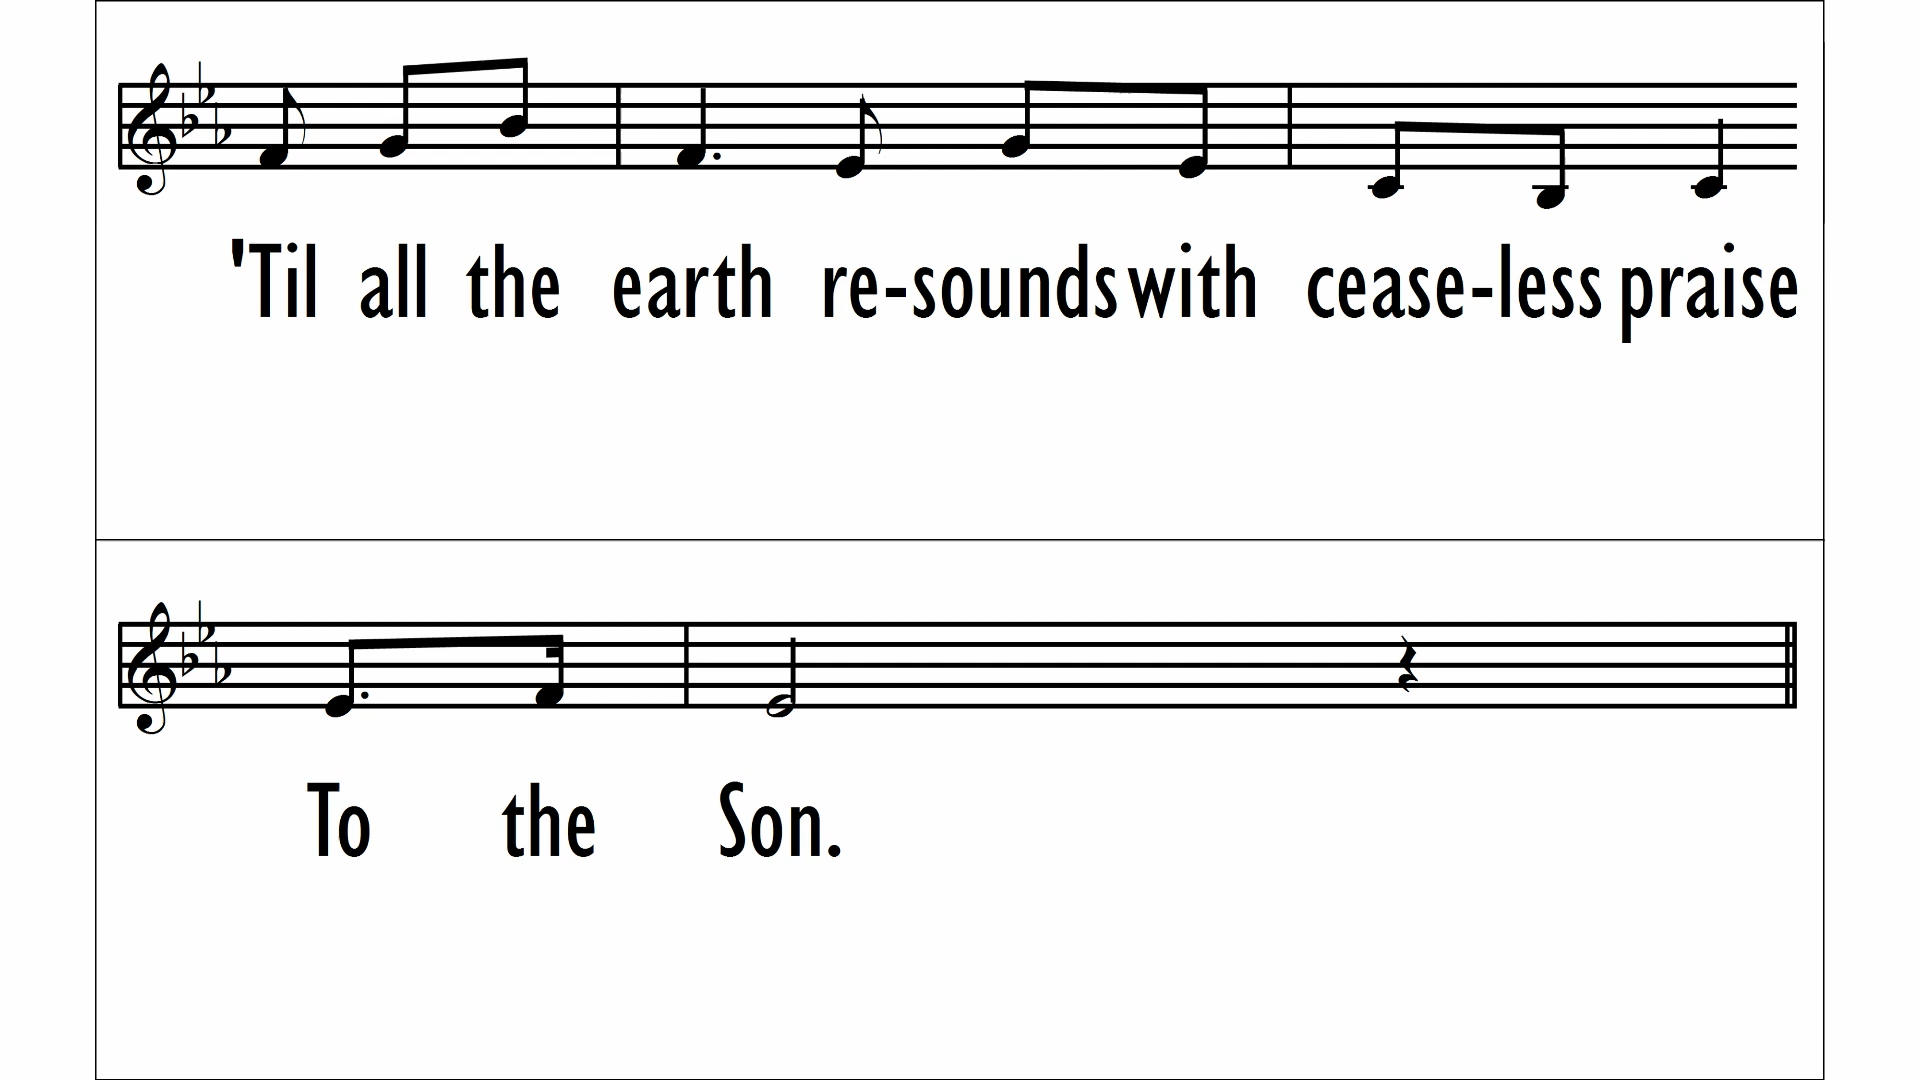 'Til all the earth re-sounds with cease-less praise
To the Son.